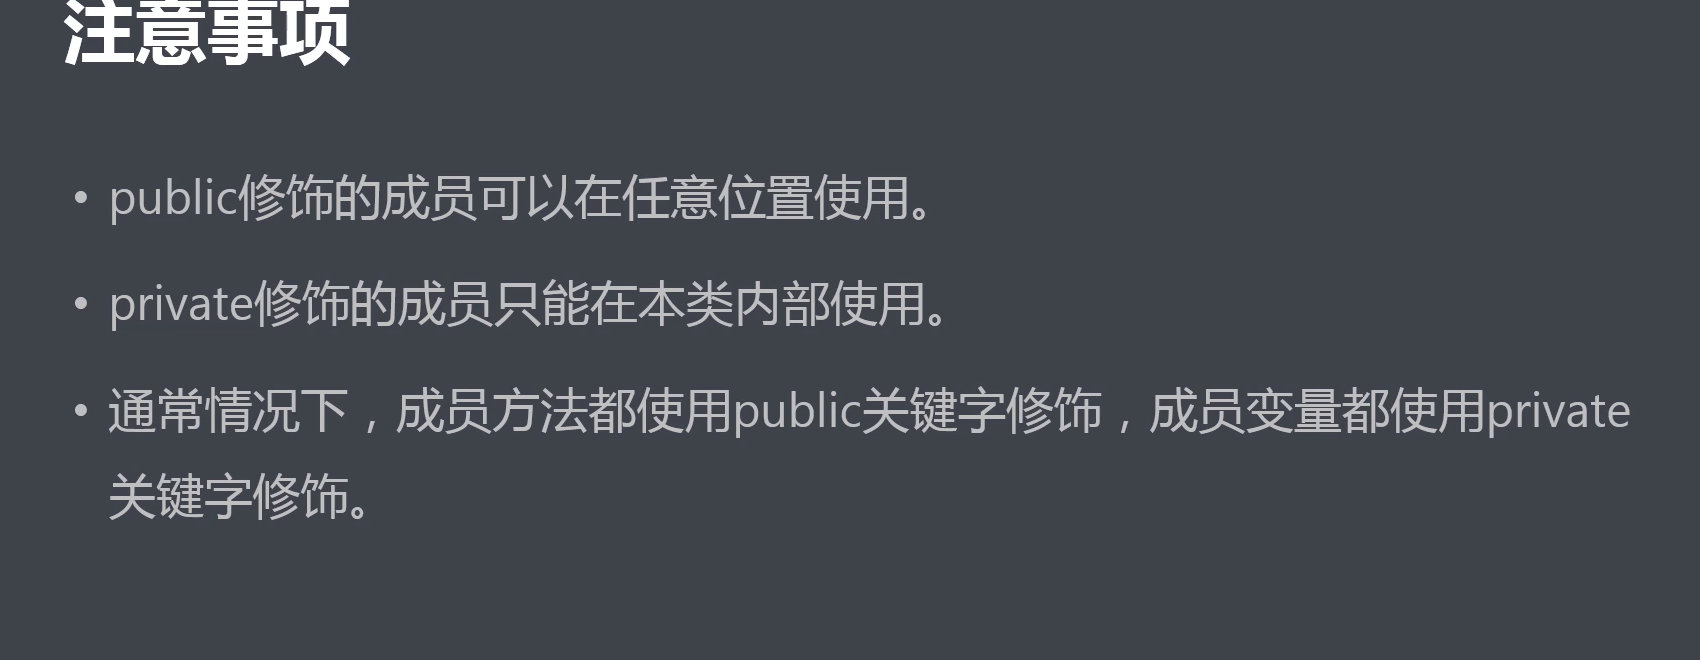 注意事项
• public修饰的成员可以在任意位置使用。
• private修饰的成员只能在本类内部使用。
• 通常情况下，成员方法都使用public关键字修饰，成员变量都使用private
关键字修饰。